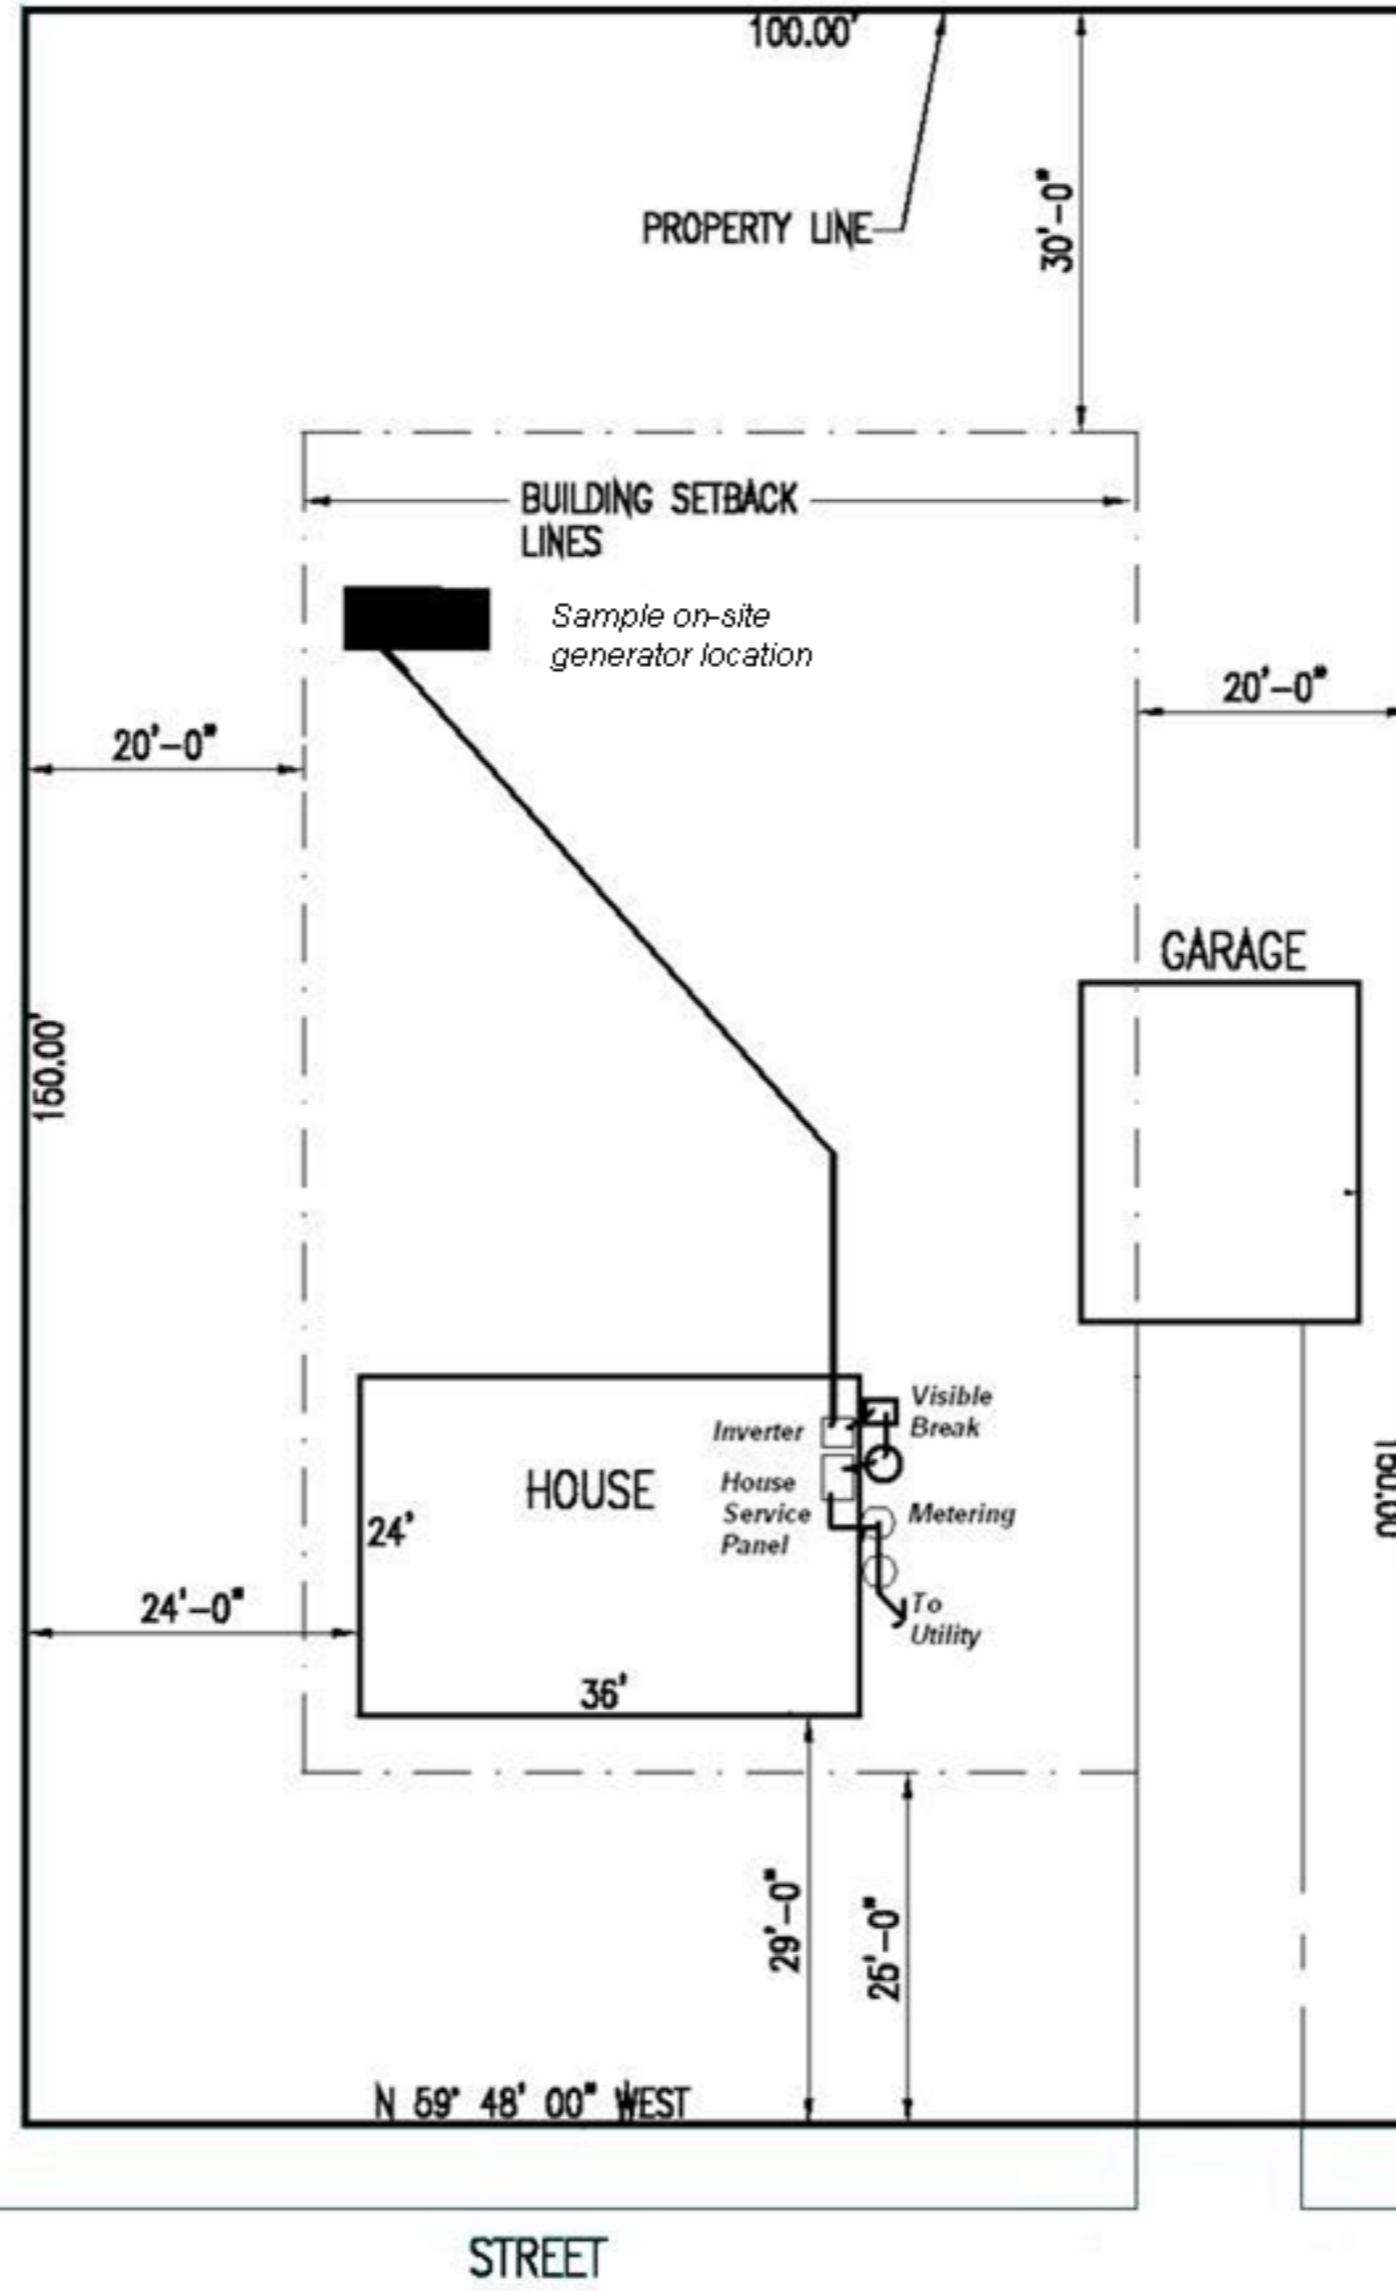 100.00'
PROPERTY LINE
30'-0"
BUILDING SETBACK
LINES
Sample on-site
generator location
20'-0"
20'-0"
GARAGE
150.00'
Visible
Break
Inverter
HOUSE
House
Service
Panel
Metering
150.00
24'
24'-0"
To
Utility
36'
29'-0"
25'-0"
N 59° 48' 00" WEST
STREET